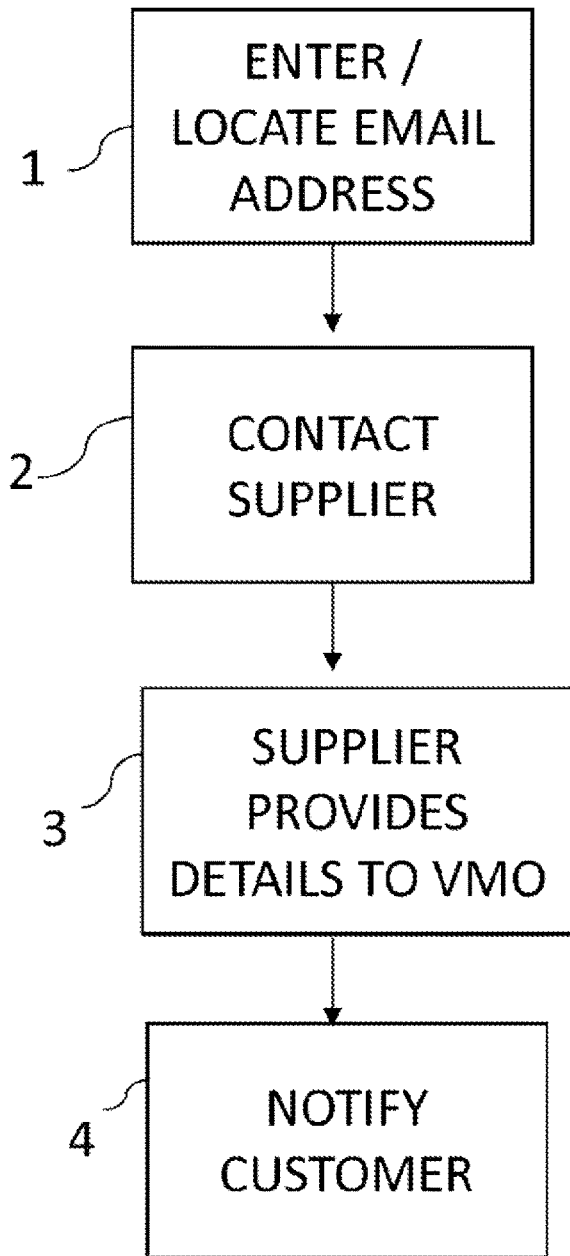 1
ENTER /
LOCATE EMAIL
ADDRESS
2
CONTACT
SUPPLIER
3
SUPPLIER
PROVIDES
DETAILS TO VMO
4
NOTIFY
CUSTOMER